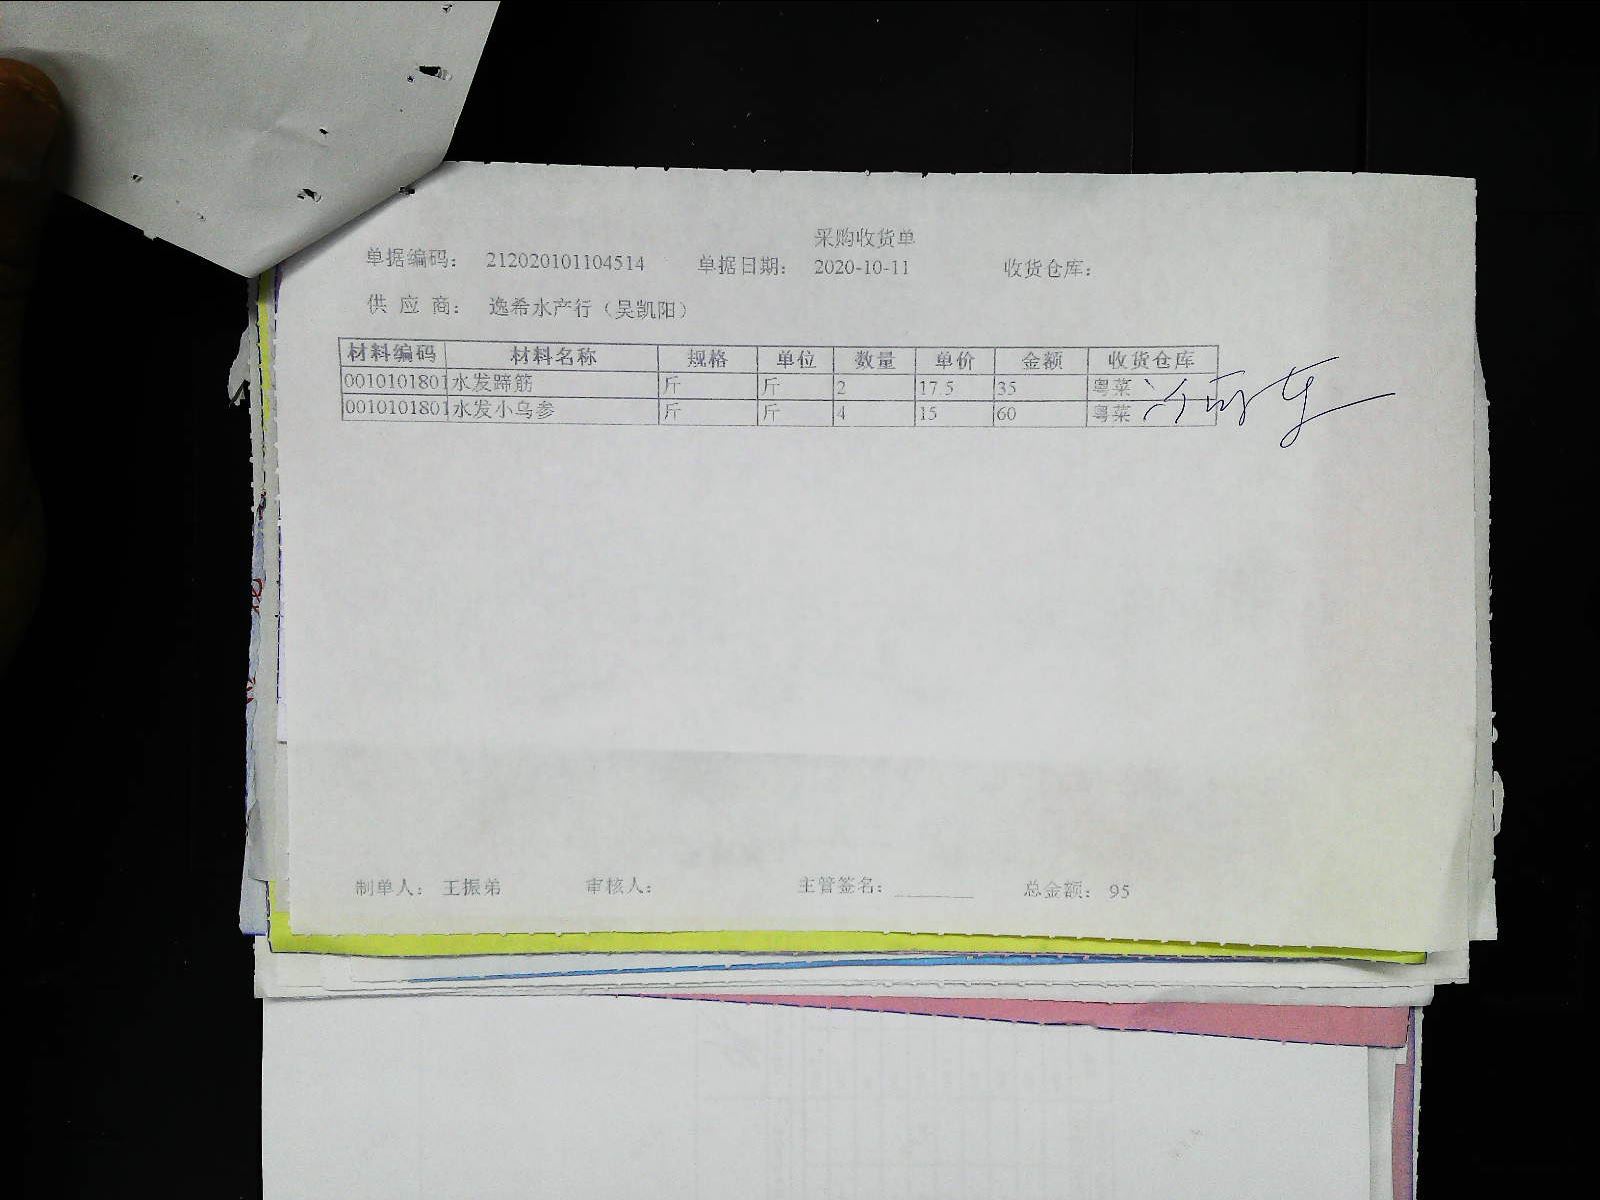 采购收货单
单据编码： 212020101104514 单据日期： 2020-10-11 收货仓库：
供 应 商： 逸希水产行（吴凯阳）
材料编码 材料名称 规格 单位 数量 单价 金额 收货仓库
0010101801 水发蹄筋 斤 斤 2 17.5 35 粤菜
0010101801 水发小乌参 斤 斤 4 15 60 粤菜
制单人： 王振弟 审核人： 主管签名： 总金额： 95